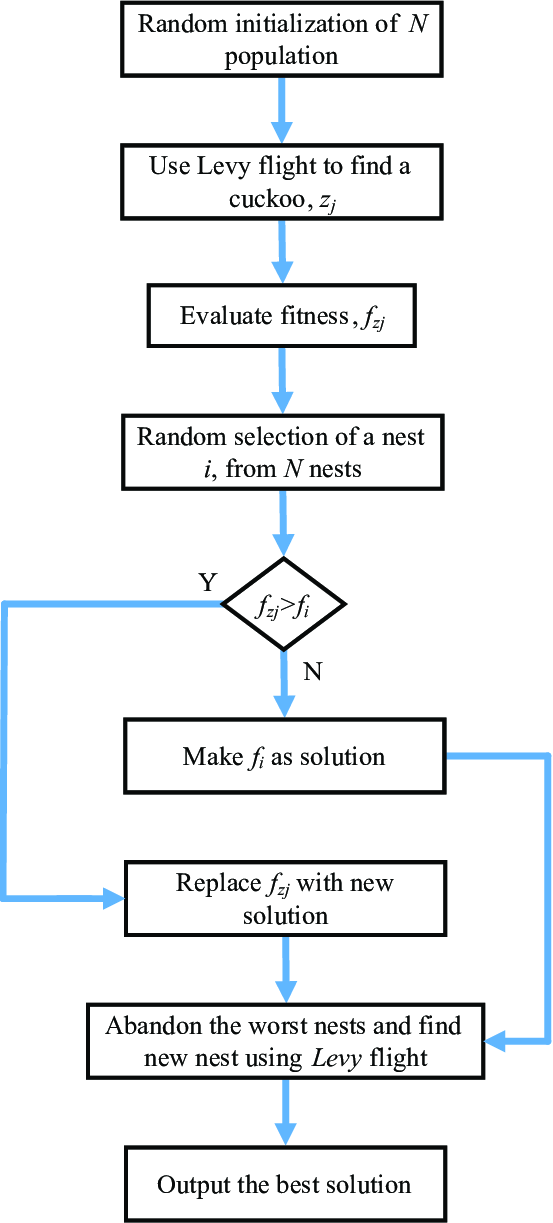 Random initialization of N
population
Use Levy flight to find a
cuckoo, zj
Evaluate fitness, fzj
Random selection of a nest
i, from N nests
Y
fzj>fi
N
Make fi as solution
Replace fzj with new
solution
Abandon the worst nests and find
new nest using Levy flight
Output the best solution